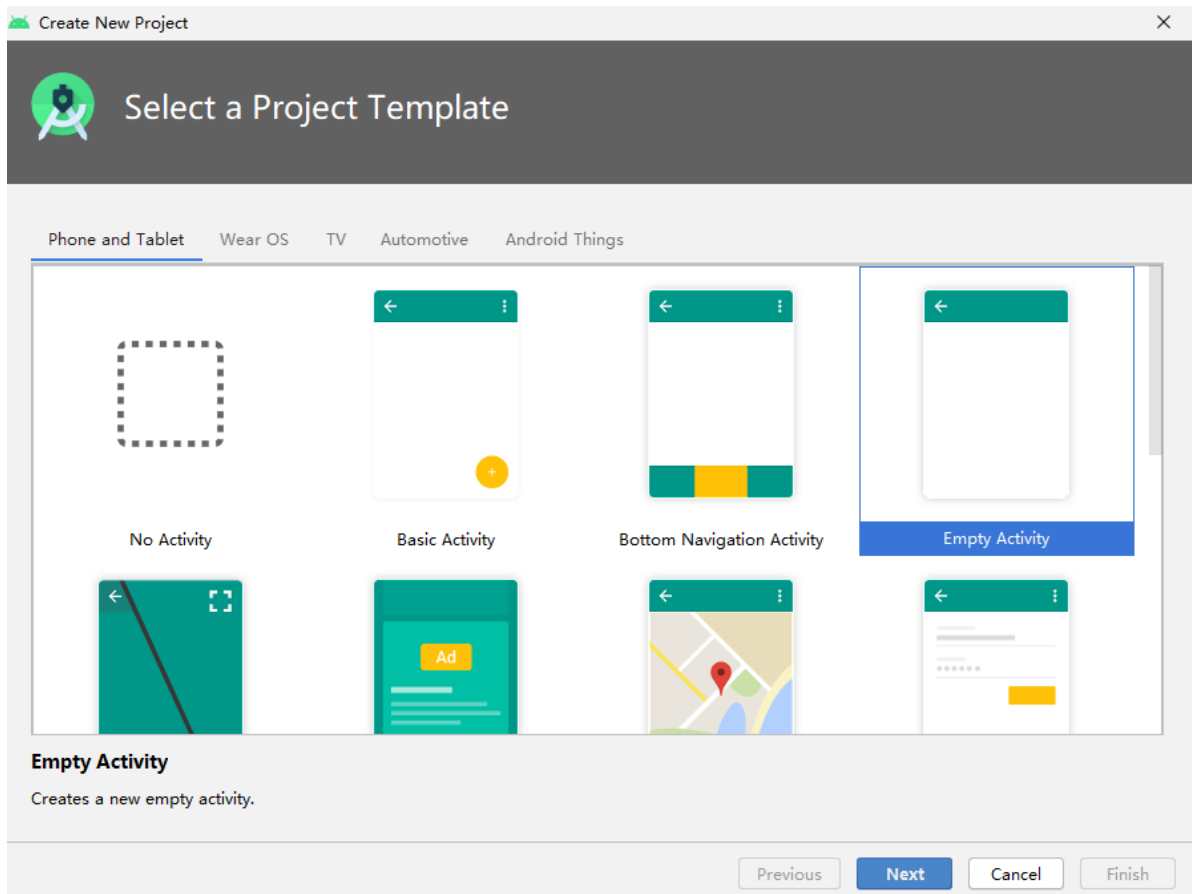 Create New Project
Select a Project Template
Phone and Tablet Wear OS TV Automotive Android Things
No Activity Basic Activity Bottom Navigation Activity Empty Activity
Ad
Empty Activity
Creates a new empty activity.
Previous Next Cancel Finish